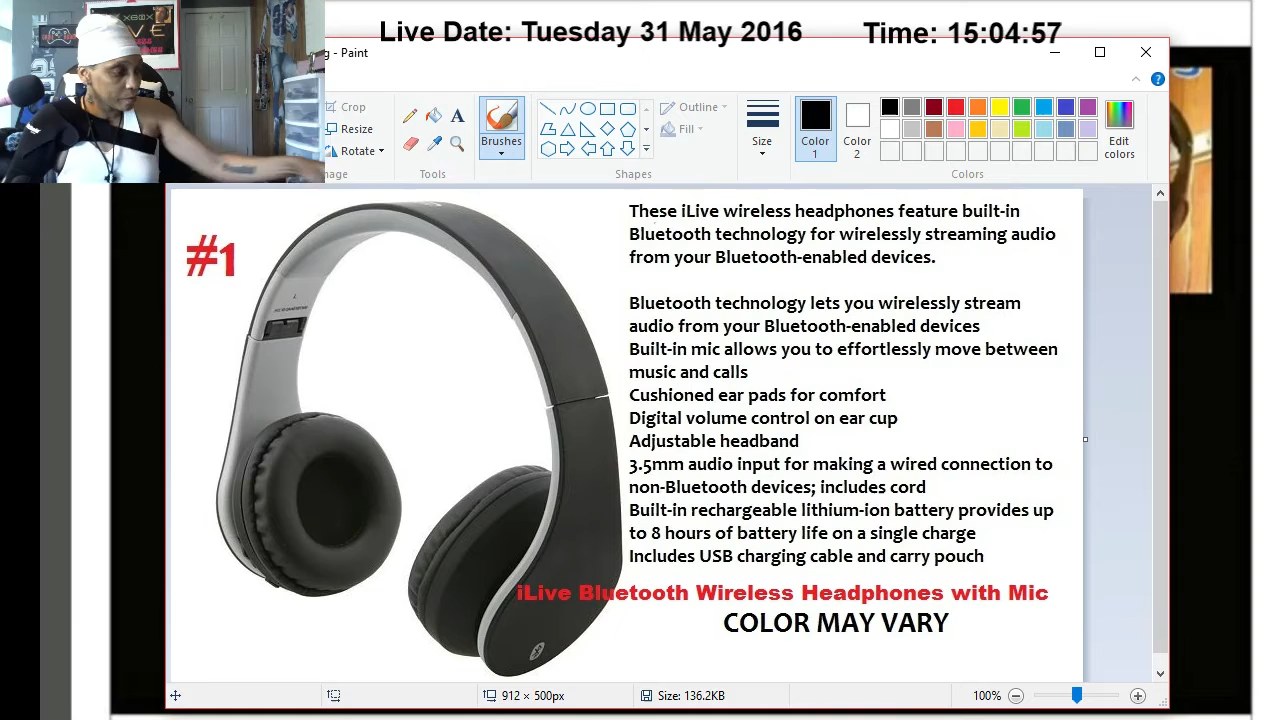 Live Date: Tuesday 31 May 2016
Time: 15:04:57
XBOX
g - Paint
Crop
Resize
Rotate
mage
Tools
Brushes
Shapes
Outline
Fill
Size
Color
1
Color
2
Edit
colors
Colors
#1
These iLive wireless headphones feature built-in
Bluetooth technology for wirelessly streaming audio
from your Bluetooth-enabled devices.
Bluetooth technology lets you wirelessly stream
audio from your Bluetooth-enabled devices
Built-in mic allows you to effortlessly move between
music and calls
Cushioned ear pads for comfort
Digital volume control on ear cup
Adjustable headband
3.5mm audio input for making a wired connection to
non-Bluetooth devices; includes cord
Built-in rechargeable lithium-ion battery provides up
to 8 hours of battery life on a single charge
Includes USB charging cable and carry pouch
iLive Bluetooth Wireless Headphones with Mic
COLOR MAY VARY
912 × 500px
Size: 136.2KB
100%